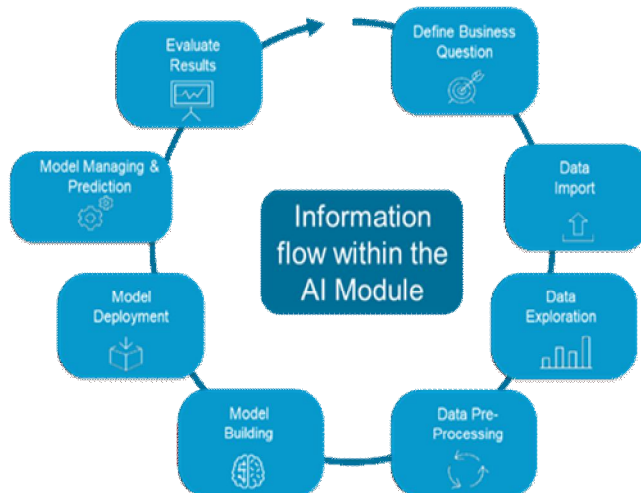 Define Business
Question
Data
Import
Data
Exploration
Data Pre-
Processing
Model
Building
Model
Deployment
Model Managing &
Prediction
Evaluate
Results
Information
flow within the
AI Module